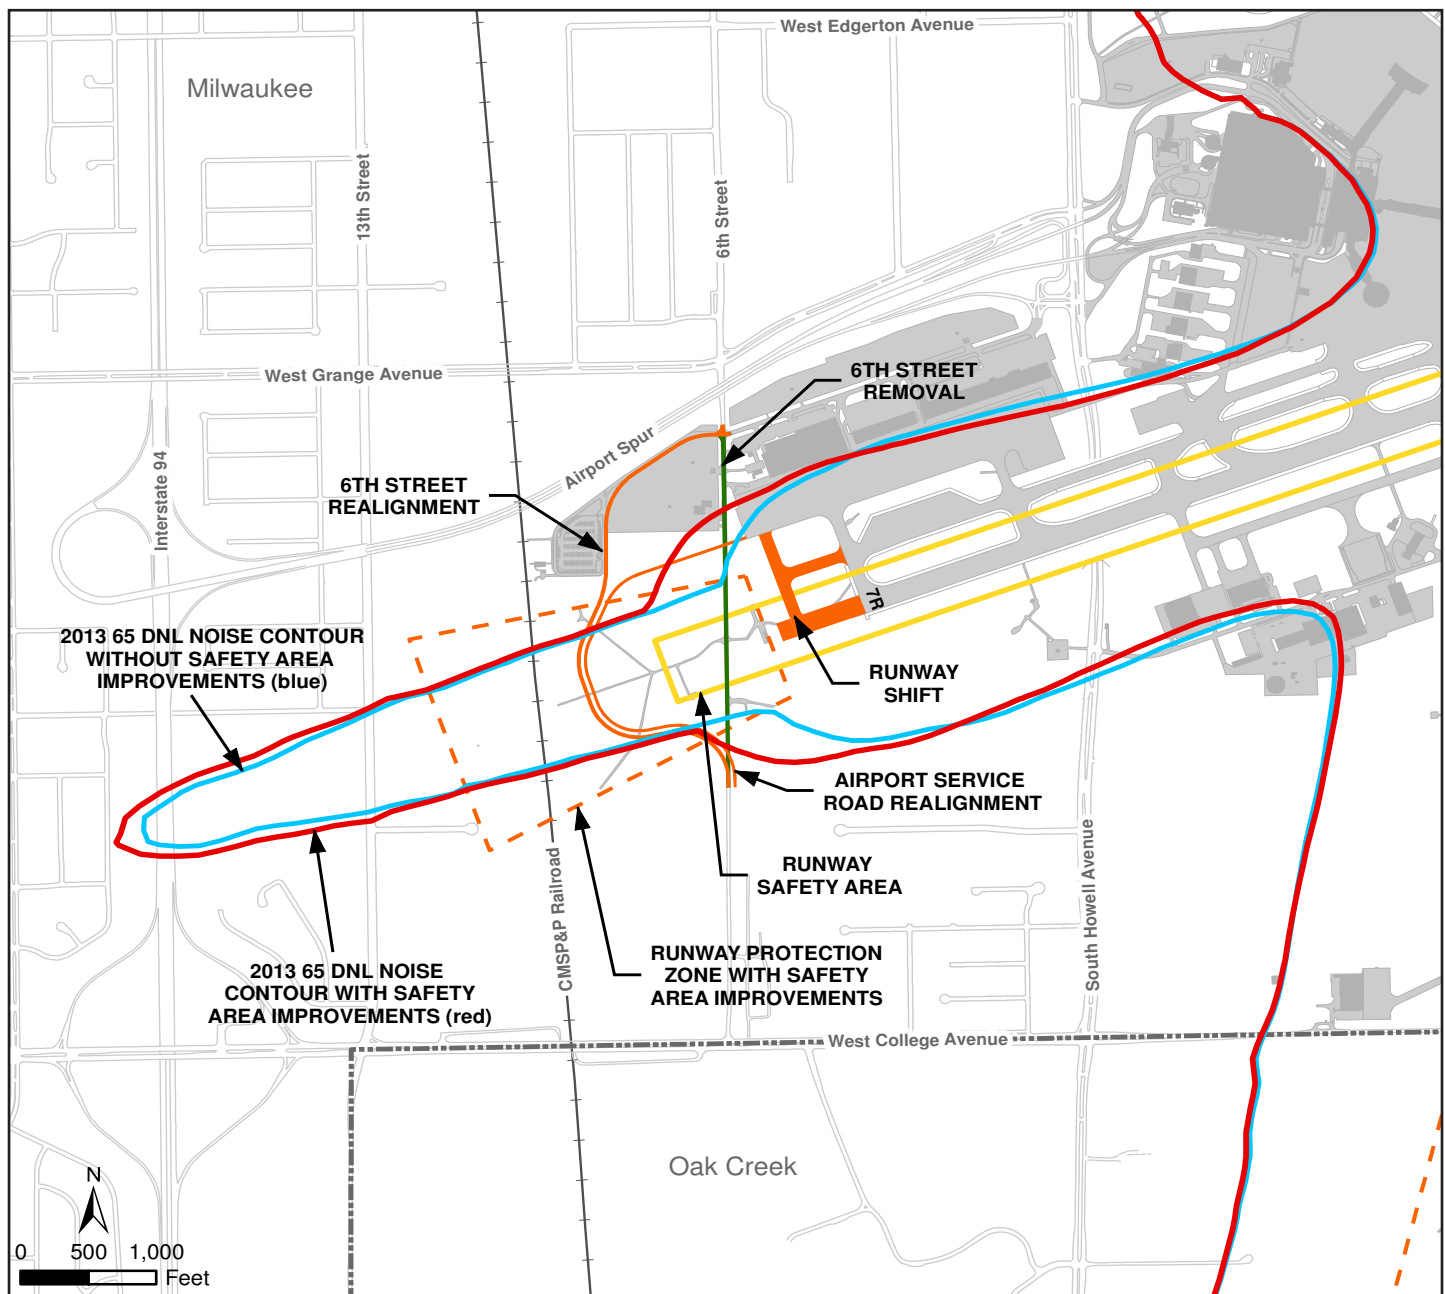 West Edgerton Avenue
Milwaukee
13th Street
6th Street
6TH STREET
REMOVAL
West Grange Avenue
Airport Spur
Interstate 94
6TH STREET
REALIGNMENT
7R
2013 65 DNL NOISE CONTOUR
WITHOUT SAFETY AREA
IMPROVEMENTS (blue)
RUNWAY
SHIFT
AIRPORT SERVICE
ROAD REALIGNMENT
RUNWAY
SAFETY AREA
CMSP&P Railroad
South Howell Avenue
RUNWAY PROTECTION
ZONE WITH SAFETY
AREA IMPROVEMENTS
2013 65 DNL NOISE
CONTOUR WITH SAFETY
AREA IMPROVEMENTS (red)
West College Avenue
Oak Creek
N
0 500 1,000
Feet